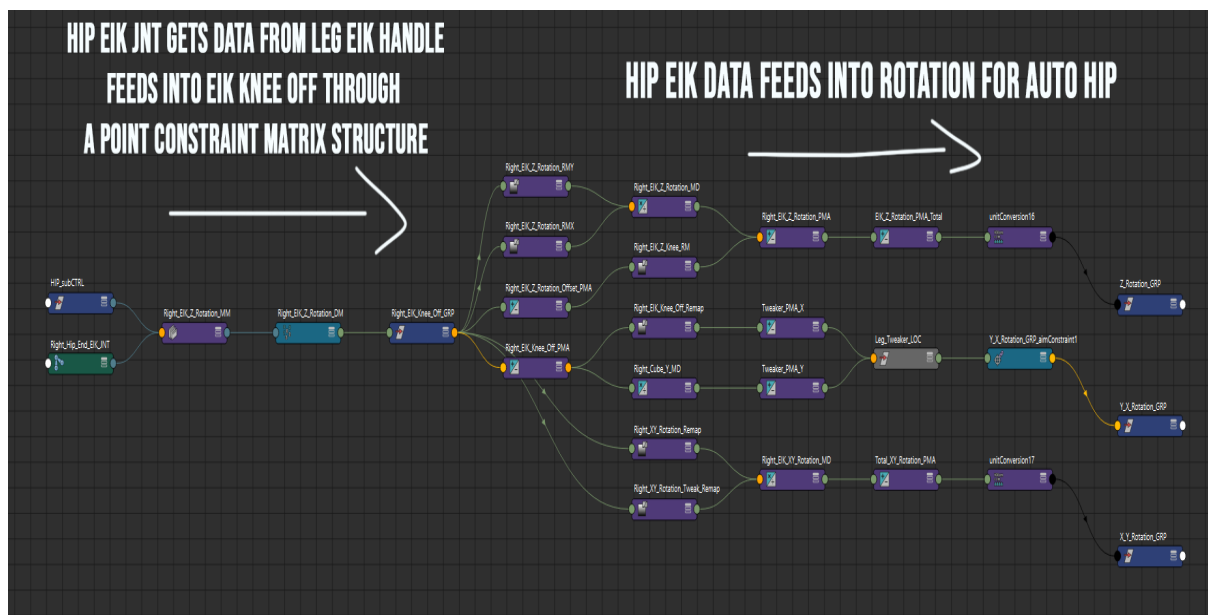 HIP EIK JNT GETS DATA FROM LEG EIK HANDLE
FEEDS INTO EIK KNEE OFF THROUGH
A POINT CONSTRAINT MATRIX STRUCTURE
HIP EIK DATA FEEDS INTO ROTATION FOR AUTO HIP
HIP_subCTRL
Right_Hip_End_EIK_JNT
Right_EIK_Z_Rotation_MM
Right_EIK_Z_Rotation_DM
Right_EIK_Knee_Off_GRP
Right_EIK_Z_Rotation_RMY
Right_EIK_Z_Rotation_RMX
Right_EIK_Z_Rotation_Offset_PMA
Right_EIK_Knee_Off_PMA
Right_EIK_Z_Rotation_MD
Right_EIK_Z_Knee_RM
Right_EIK_Knee_Off_Remap
Right_Cube_Y_MD
Right_XY_Rotation_Remap
Right_XY_Rotation_Tweak_Remap
Right_EIK_Z_Rotation_PMA
Tweaker_PMA_X
Tweaker_PMA_Y
Right_EIK_XY_Rotation_MD
EIK_Z_Rotation_PMA_Total
Leg_Tweaker_LOC
Total_XY_Rotation_PMA
unitConversion16
Y_X_Rotation_GRP_aimConstraint1
unitConversion17
Z_Rotation_GRP
Y_X_Rotation_GRP
X_Y_Rotation_GRP